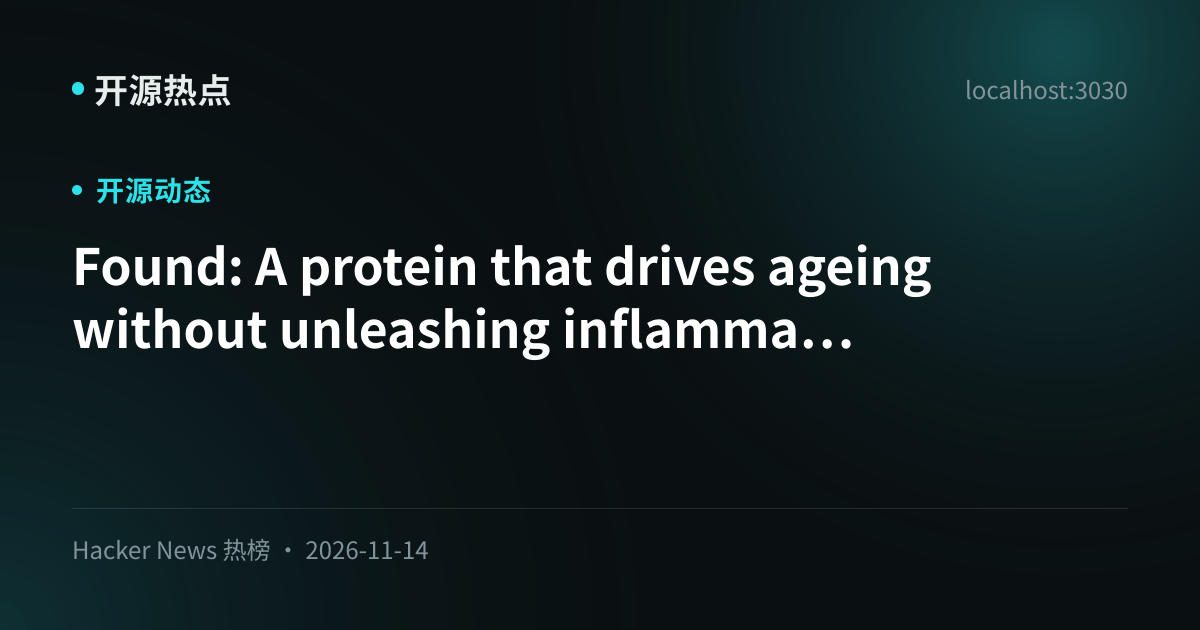 开源热点
localhost:3030
开源动态
Found: A protein that drives ageing
without unleashing inflamma…
Hacker News 热榜 · 2026-11-14